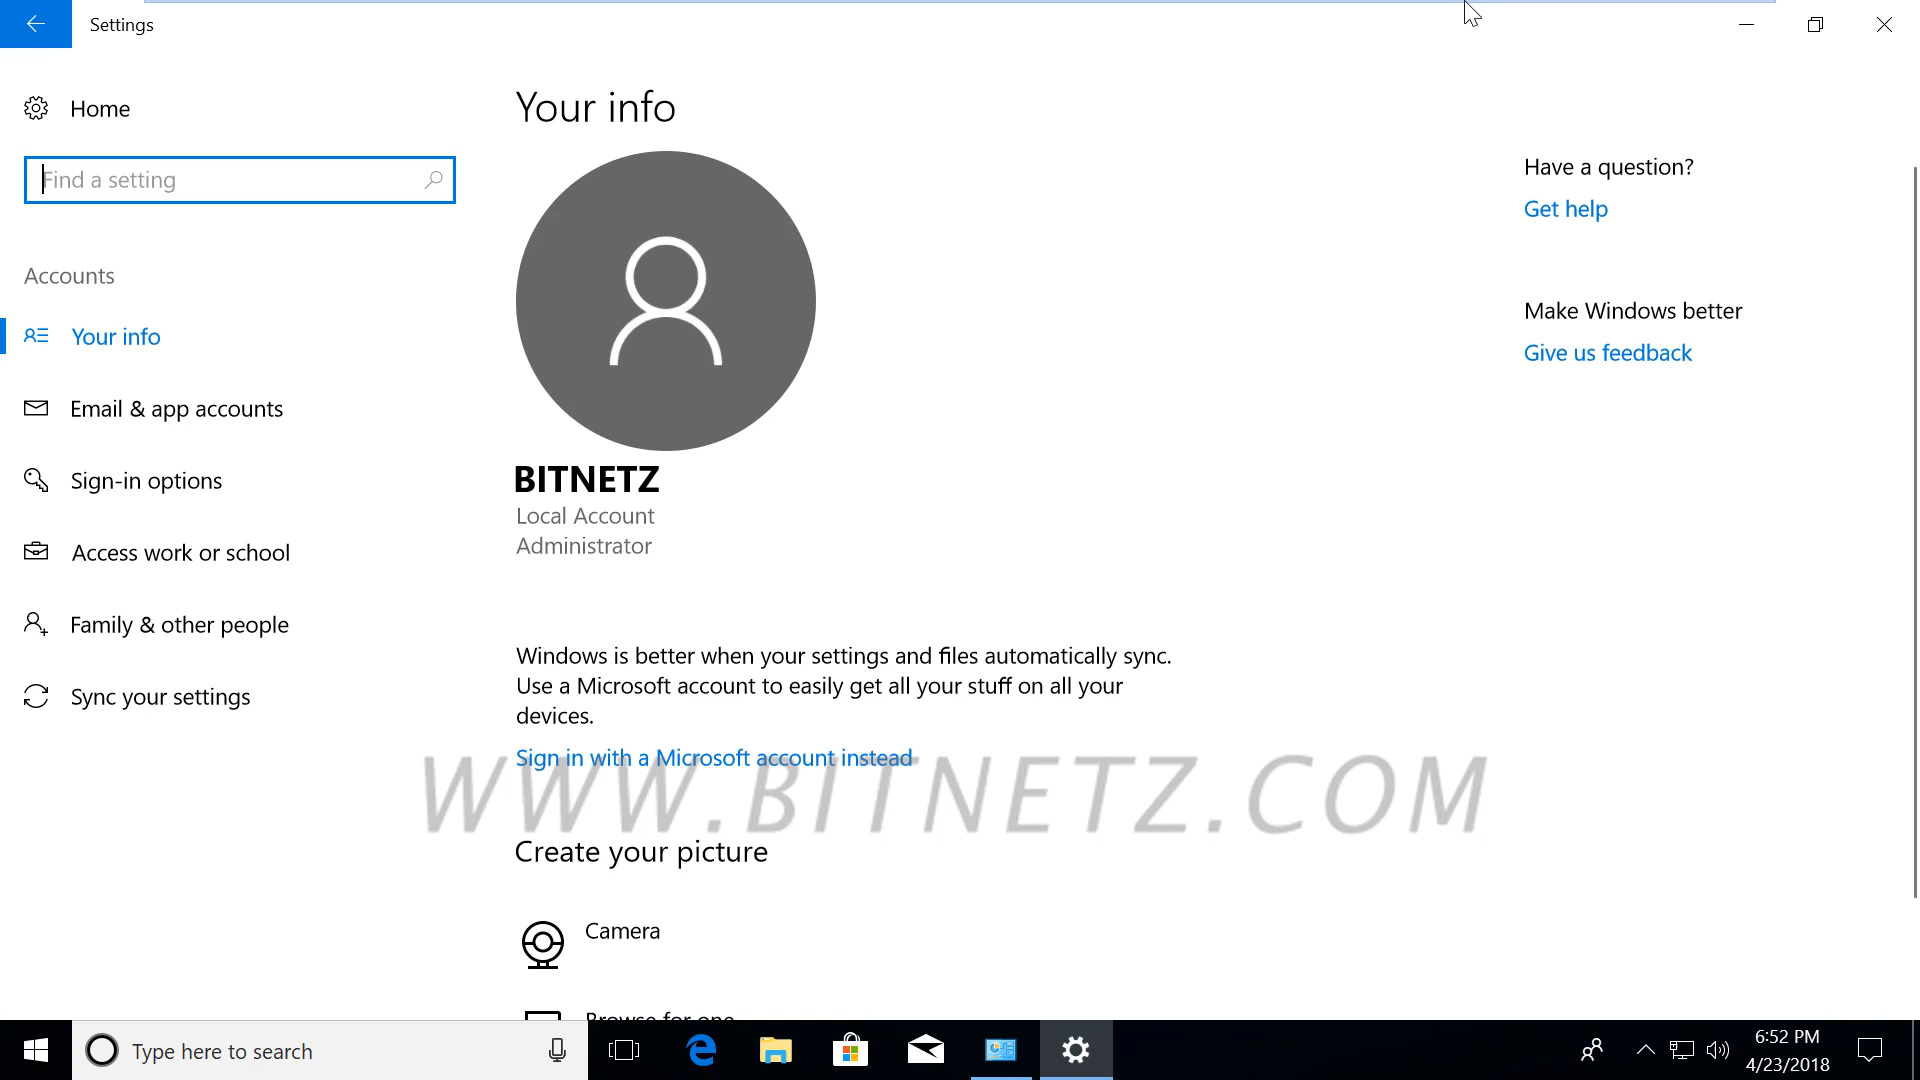 Settings
Home
Find a setting
Accounts
Your info
Email & app accounts
Sign-in options
Access work or school
Family & other people
Sync your settings
Your info
BITNETZ
Local Account
Administrator
Windows is better when your settings and files automatically sync.
Use a Microsoft account to easily get all your stuff on all your
devices.
Sign in with a Microsoft account instead
WWW.BITNETZ.COM
Create your picture
Camera
Browse for one
Have a question?
Get help
Make Windows better
Give us feedback
Type here to search
6:52 PM
4/23/2018